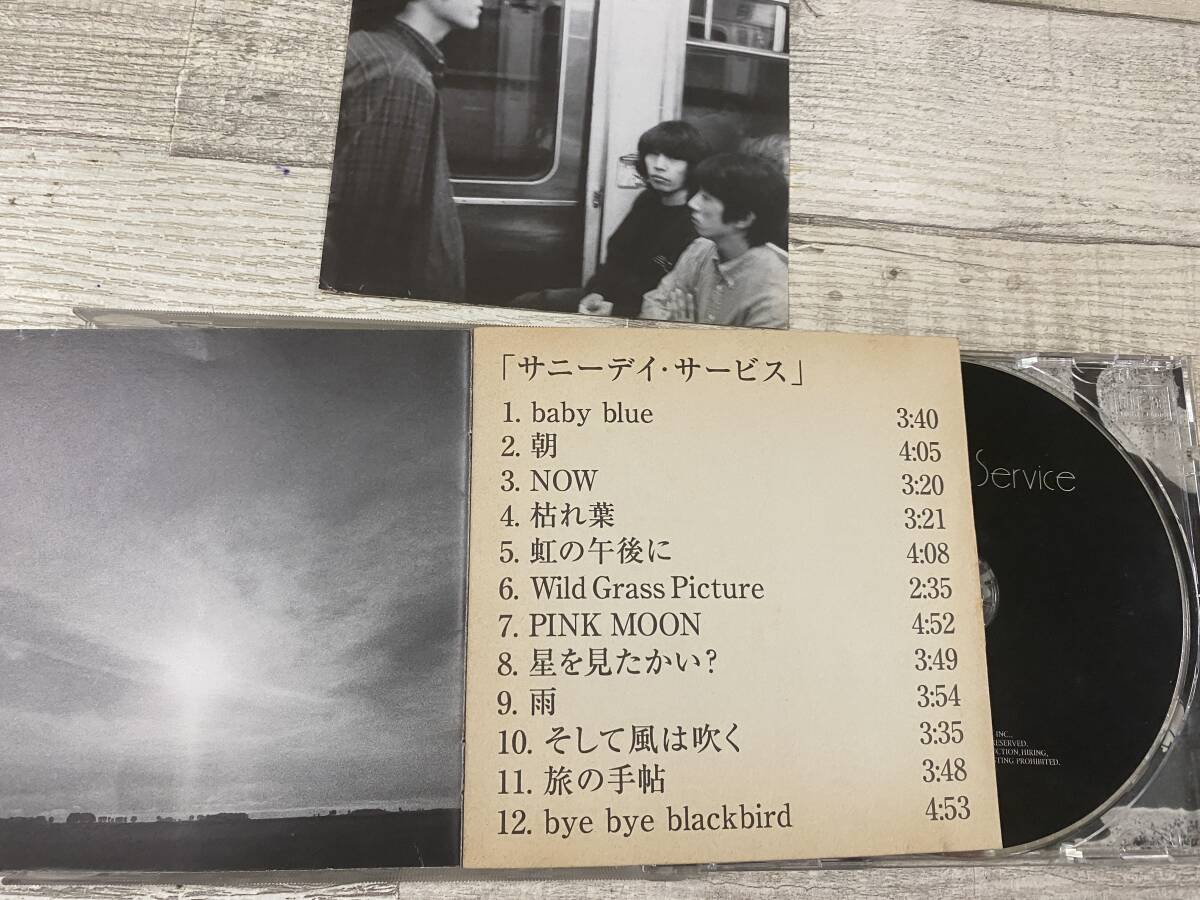 「サニーデイ・サービス」
1. baby blue 3:40
2. 朝 4:05
3. NOW 3:20
4. 枯れ葉 3:21
5. 虹の午後に 4:08
6. Wild Grass Picture 2:35
7. PINK MOON 4:52
8. 星を見たかい? 3:49
9. 雨 3:54
10. そして風は吹く 3:35
11. 旅の手帖 3:48
12. bye bye blackbird 4:53
Service
INC.,
RESERVED.
HIRING,
PROHIBITED.